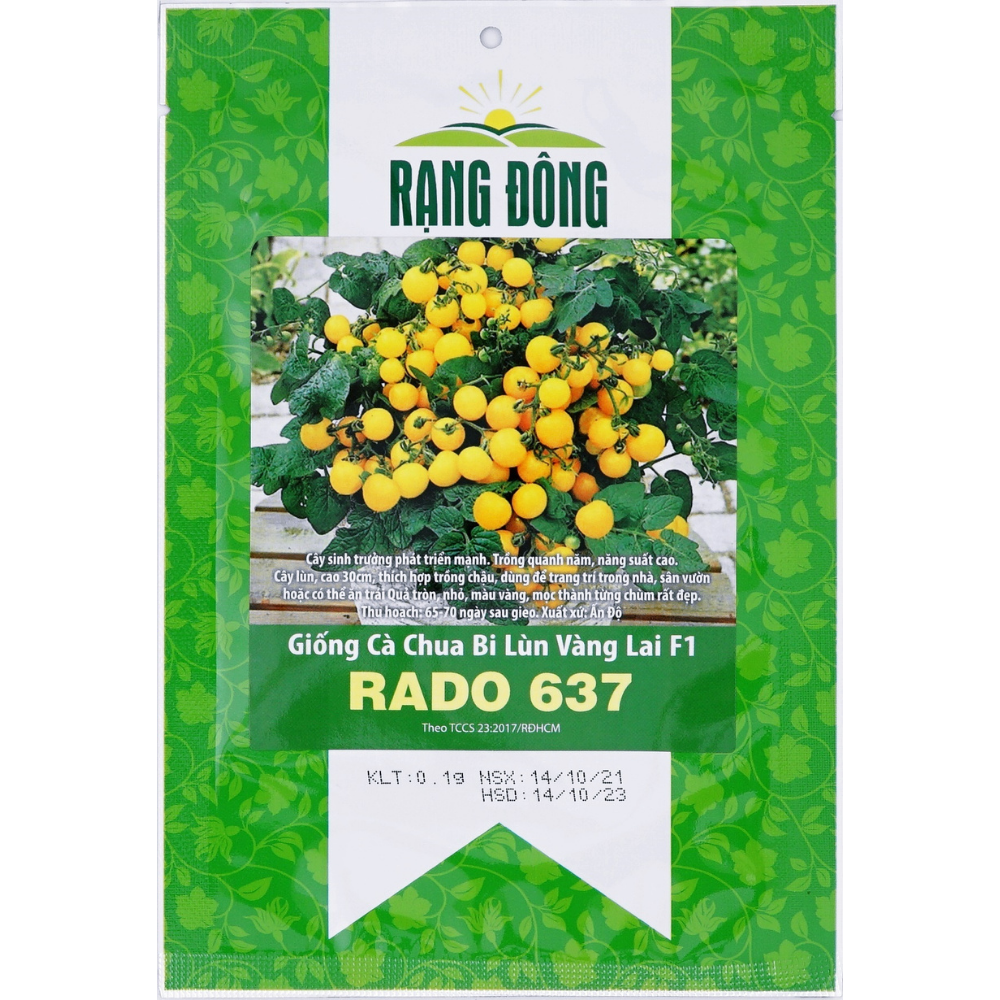 RẠNG ĐÔNG
Cây sinh trưởng phát triển mạnh. Trồng quanh năm, năng suất cao.
Cây lùn, cao 30cm, thích hợp trồng chậu, dùng để trang trí trong nhà, sân vườn
hoặc có thể ăn trái Quả tròn, nhỏ, màu vàng, mọc thành từng chùm rất đẹp.
Thu hoạch: 65-70 ngày sau gieo. Xuất xứ: Ấn Độ
Giống Cà Chua Bi Lùn Vàng Lai F1
RADO 637
Theo TCCS 23:2017/RĐHCM
KLT:0.1g NSX:14/10/21
HSD:14/10/23